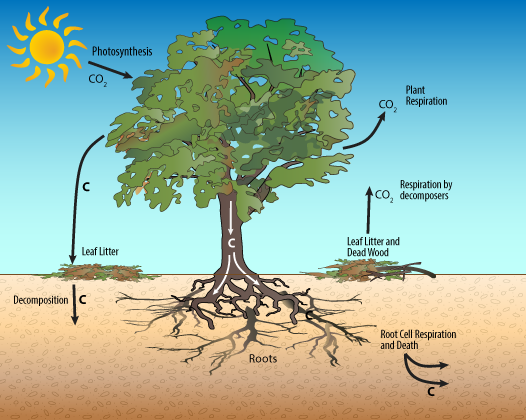 Photosynthesis
CO2
Plant
Respiration
CO2
C
Respiration by
decomposers
CO2
C
Leaf Litter
Leaf Litter and
Dead Wood
Decomposition
C
C
Root Cell Respiration
and Death
Roots
C